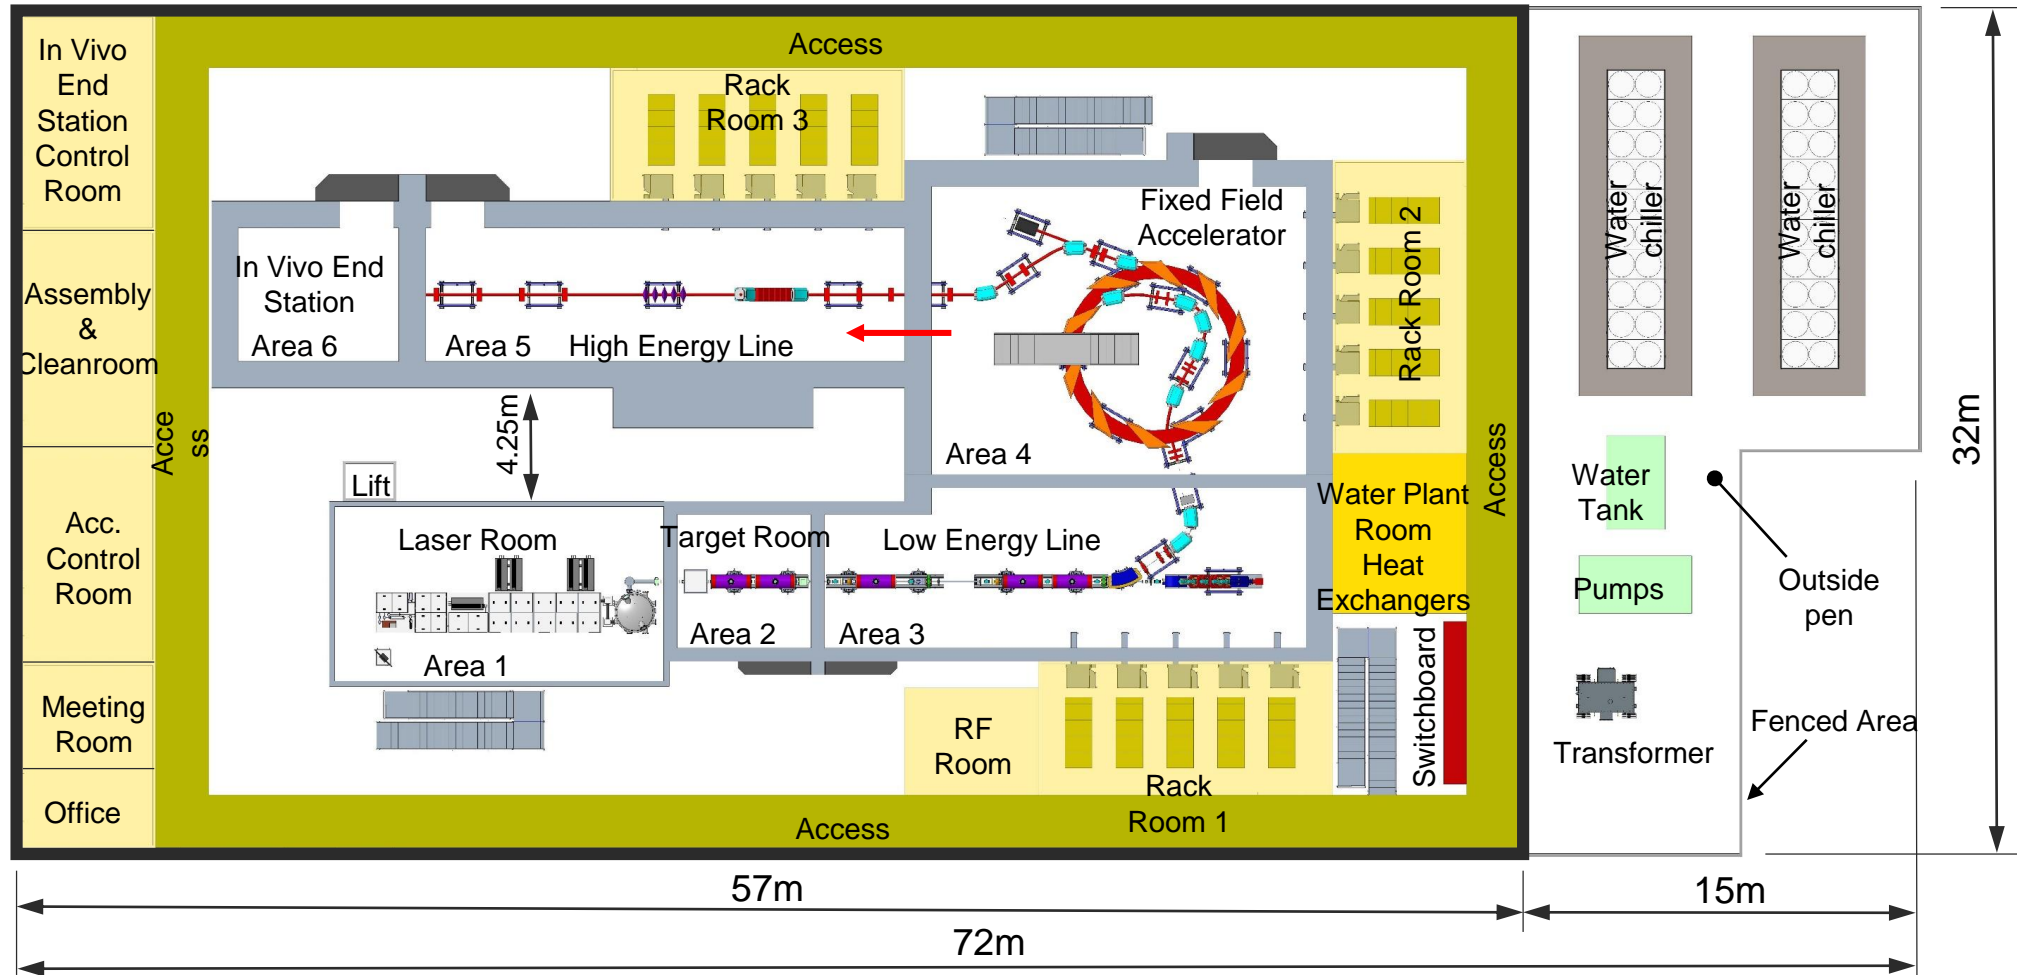 In Vivo
End
Station
Control
Room
Assembly
&
Cleanroom
Acc.
Control
Room
Meeting
Room
Office
Access
Acce
ss
Access
Access
Rack
Room 3
Fixed Field
Accelerator
Rack Room 2
In Vivo End
Station
Area 6
Area 5
High Energy Line
Area 4
4.25m
Lift
Laser Room
Area 1
Target Room
Area 2
Low Energy Line
Area 3
Water Plant
Room
Heat
Exchangers
Switchboard
RF
Room
Rack
Room 1
Water
chiller
Water
chiller
Water
Tank
Pumps
Transformer
Outside
pen
Fenced Area
32m
57m
15m
72m